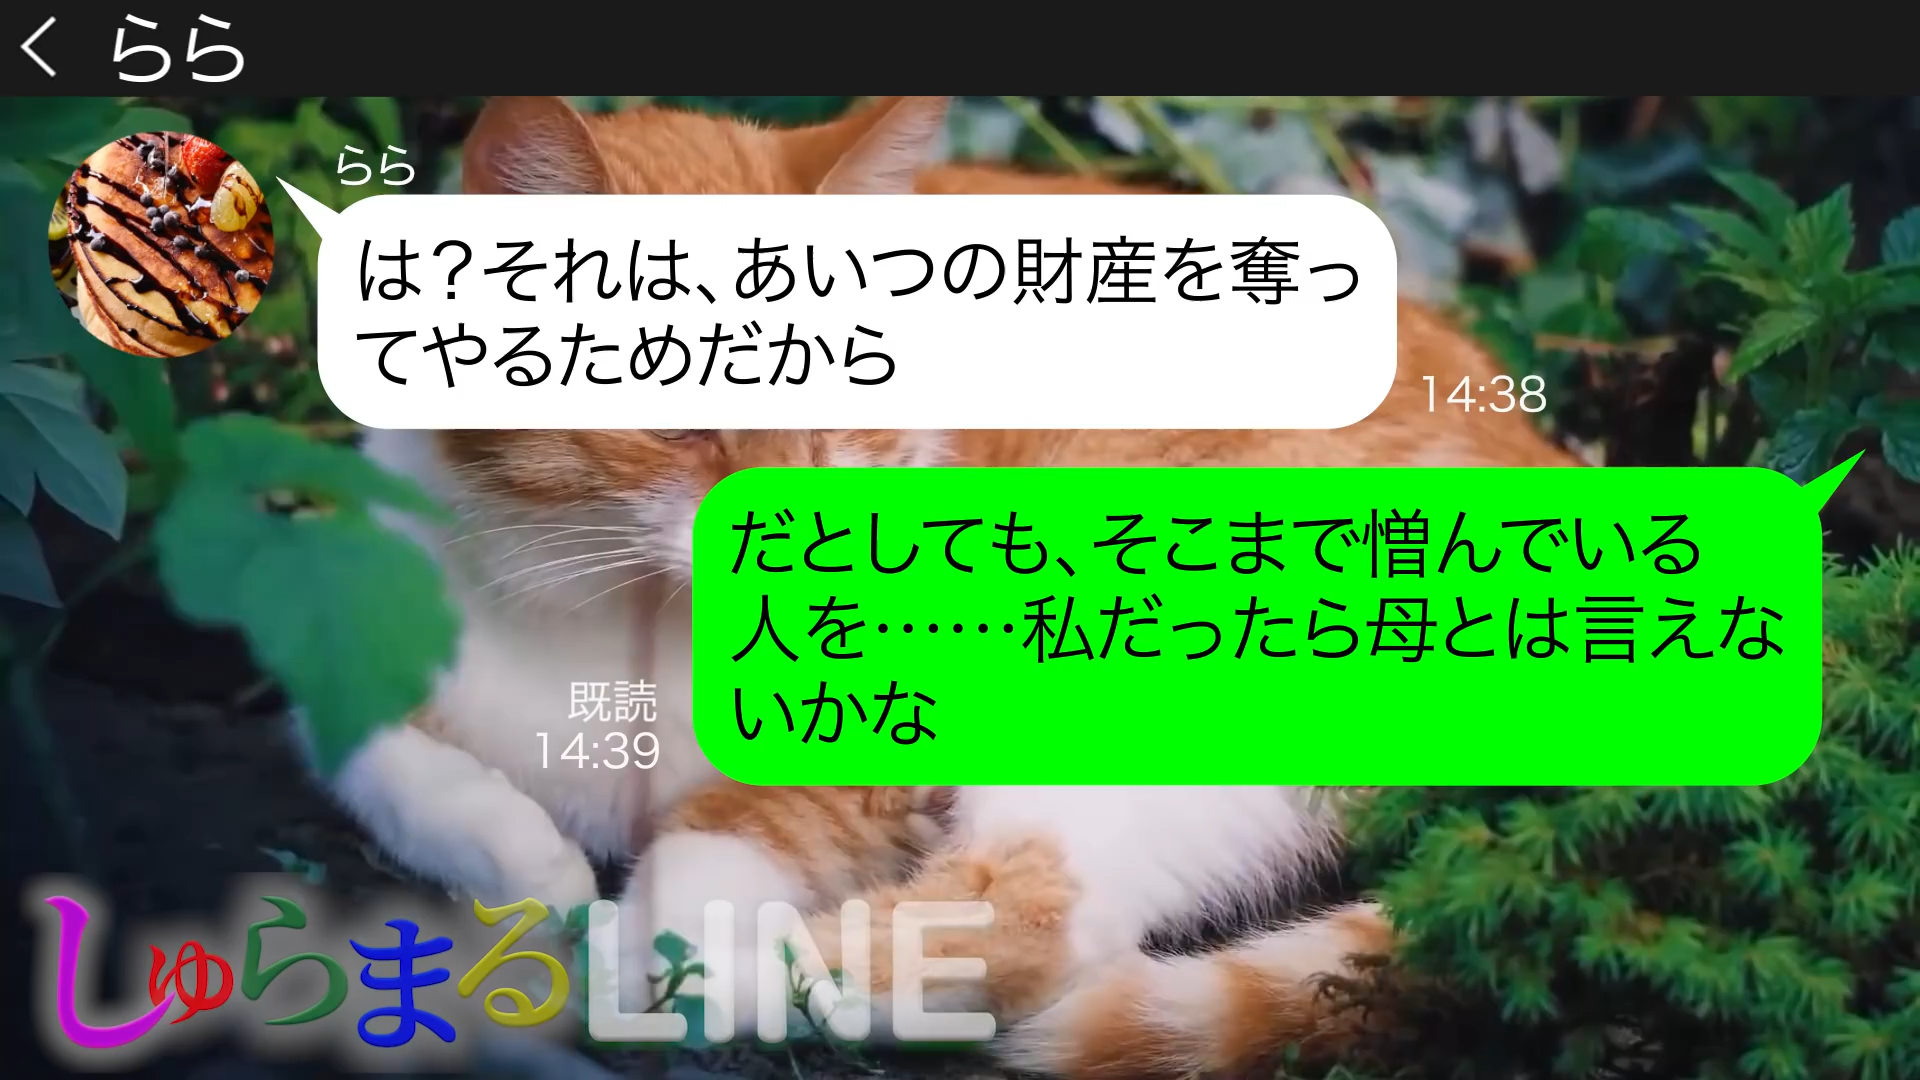 らら
らら
は？それは、あいつの財産を奪っ
てやるためだから
14:38
だとしても、そこまで憎んでいる
人を……私だったら母とは言えな
いかな
既読
14:39
しゅらまるLINE